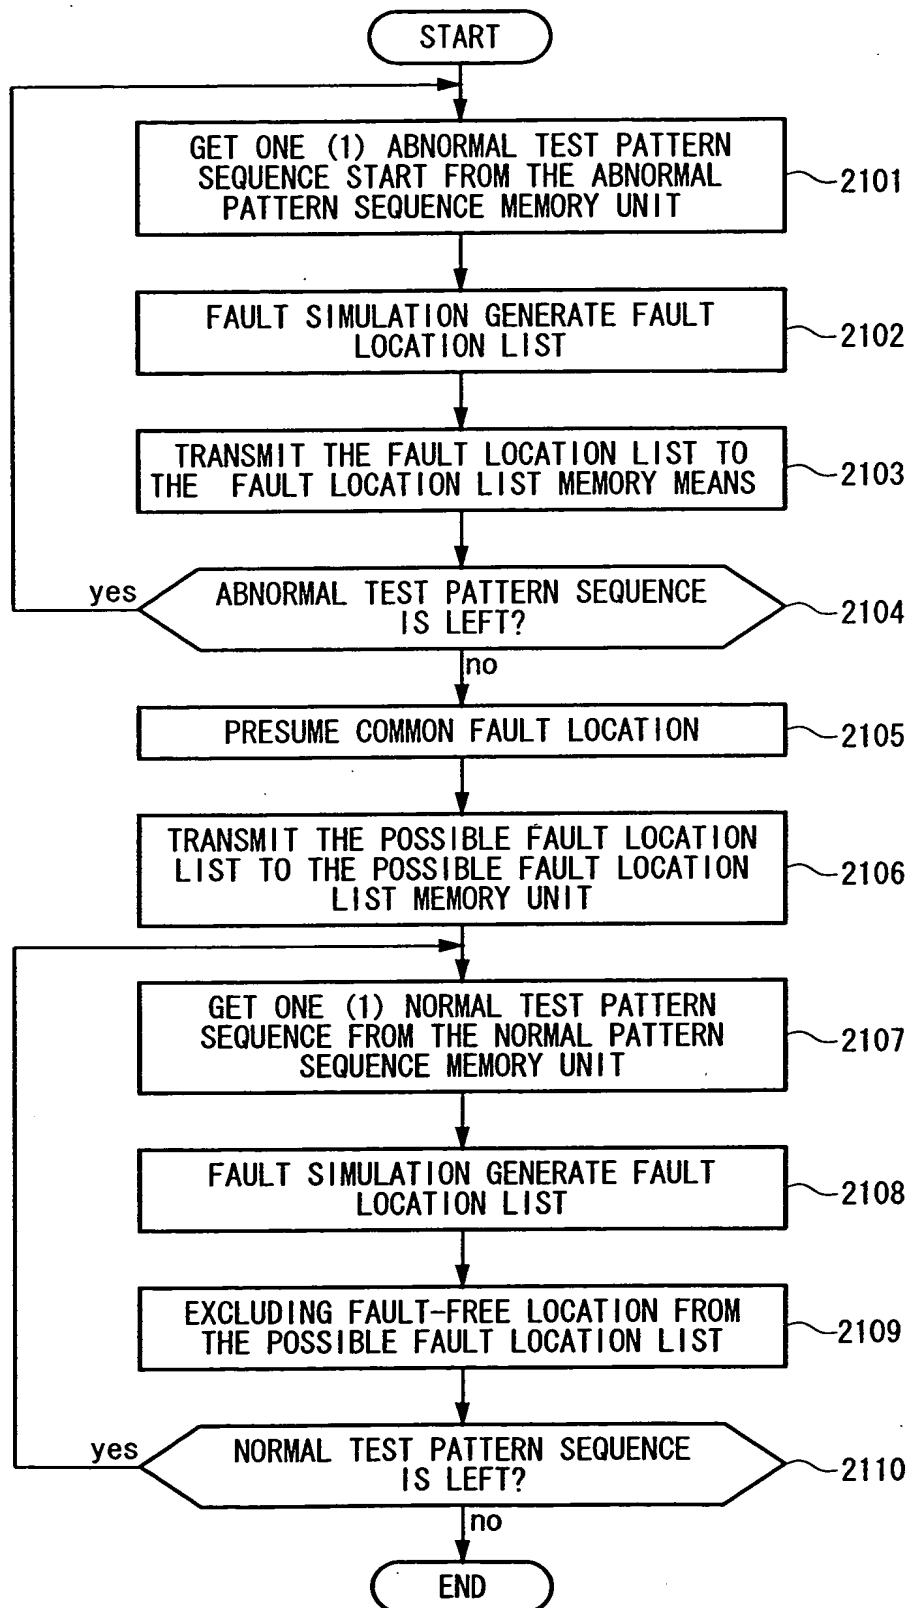 START
GET ONE (1) ABNORMAL TEST PATTERN
SEQUENCE START FROM THE ABNORMAL
PATTERN SEQUENCE MEMORY UNIT
2101
FAULT SIMULATION GENERATE FAULT
LOCATION LIST
2102
TRANSMIT THE FAULT LOCATION LIST TO
THE FAULT LOCATION LIST MEMORY MEANS
2103
yes
ABNORMAL TEST PATTERN SEQUENCE
IS LEFT?
2104
no
PRESUME COMMON FAULT LOCATION
2105
TRANSMIT THE POSSIBLE FAULT LOCATION
LIST TO THE POSSIBLE FAULT LOCATION
LIST MEMORY UNIT
2106
GET ONE (1) NORMAL TEST PATTERN
SEQUENCE FROM THE NORMAL PATTERN
SEQUENCE MEMORY UNIT
2107
FAULT SIMULATION GENERATE FAULT
LOCATION LIST
2108
EXCLUDING FAULT-FREE LOCATION FROM
THE POSSIBLE FAULT LOCATION LIST
2109
yes
NORMAL TEST PATTERN SEQUENCE
IS LEFT?
2110
no
END